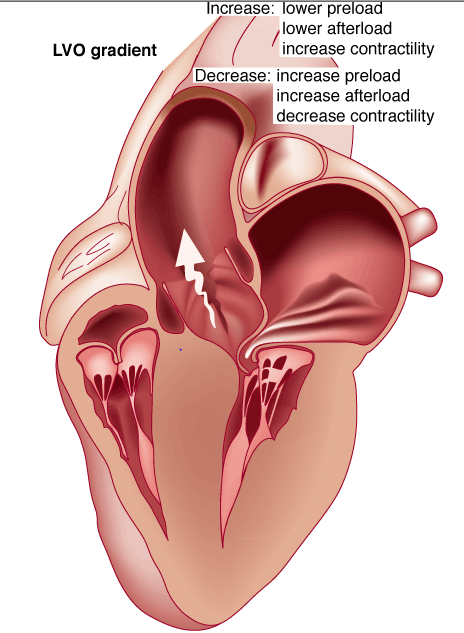 Increase: lower preload
lower afterload
LVO gradient
increase contractility
Decrease: increase preload
increase afterload
decrease contractility